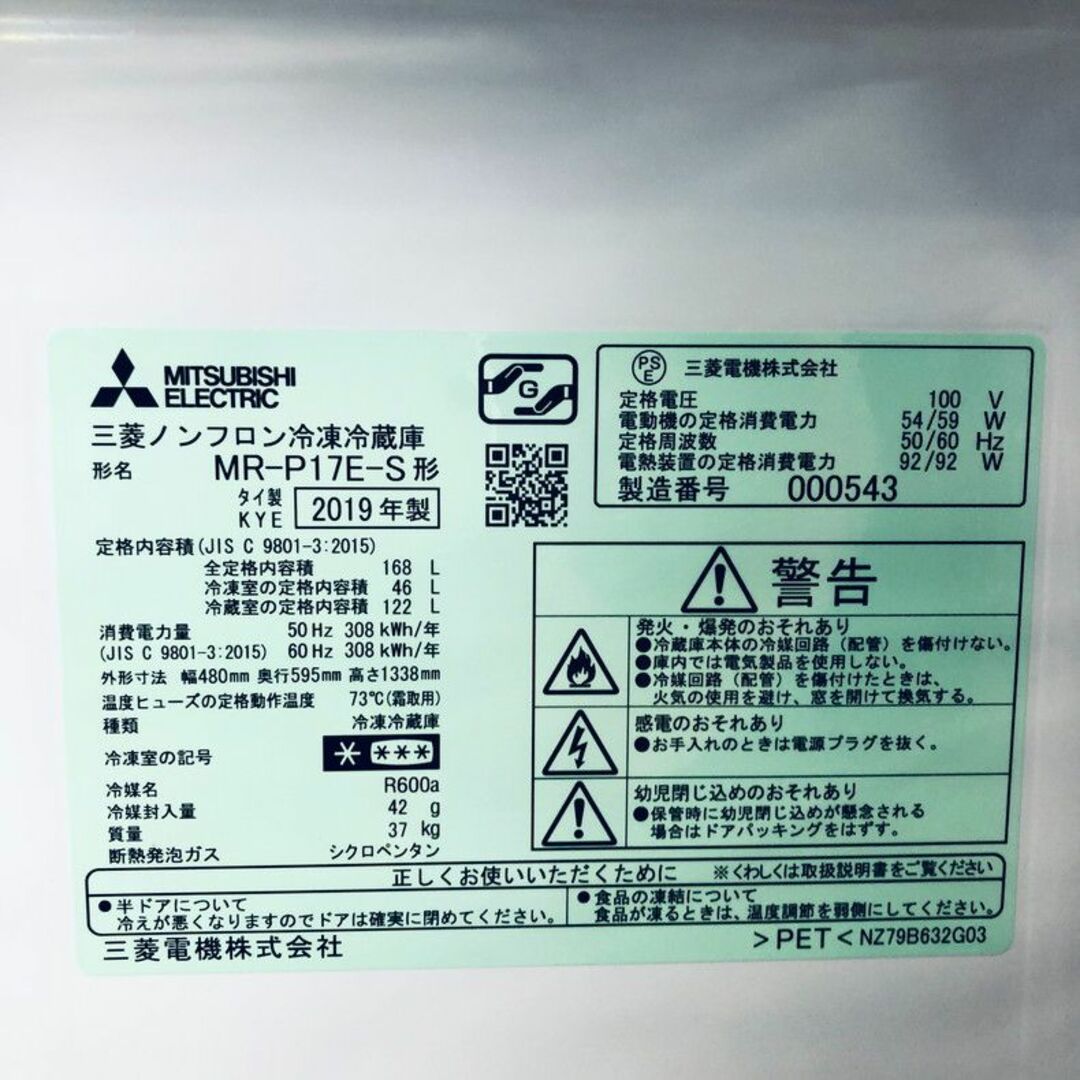 MITSUBISHI
ELECTRIC
三菱ノンフロン冷凍冷蔵庫
形名 MR-P17E-S形
タイ製
KYE 2019年製
G
PSE 三菱電機株式会社
定格電圧 100 V
電動機の定格消費電力 54/59 W
定格周波数 50/60 Hz
電熱装置の定格消費電力 92/92 W
製造番号 000543
定格内容積(JIS C 9801-3:2015)
全定格内容積 168 L
冷凍室の定格内容積 46 L
冷蔵室の定格内容積 122 L
消費電力量 50Hz 308kWh/年
(JIS C 9801-3:2015) 60Hz 308kWh/年
外形寸法 幅480mm 奥行595mm 高さ1338mm
温度ヒューズの定格動作温度 73℃(霜取用)
種類 冷凍冷蔵庫
冷凍室の記号
冷媒名 R600a
冷媒封入量 42 g
質量 37 kg
断熱発泡ガス シクロペンタン
警告
発火・爆発のおそれあり
●冷蔵庫本体の冷媒回路(配管)を傷付けない。
●庫内では電気製品を使用しない。
●冷媒回路(配管)を傷付けたときは、
火気の使用を避け、窓を開けて換気する。
感電のおそれあり
●お手入れのときは電源プラグを抜く。
幼児閉じ込めのおそれあり
●保管時に幼児閉じ込めが懸念される
場合はドアパッキングをはずす。
正しくお使いいただくために ※くわしくは取扱説明書をご覧ください
●半ドアについて
冷えが悪くなりますのでドアは確実に閉めてください。
●食品の凍結について
食品が凍るときは、温度調節を弱側にしてください。
三菱電機株式会社
>PET< NZ79B632G03